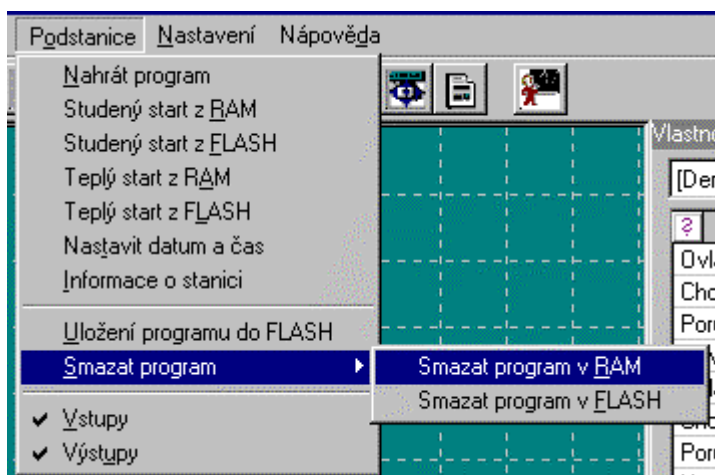 Podstanice Nastavení Nápověda
Nahrát program
Studený start z RAM
Studený start z FLASH
Teplý start z RAM
Teplý start z FLASH
Nastavit datum a čas
Informace o stanici
Uložení programu do FLASH
Smazat program
Smazat program v RAM
Smazat program v FLASH
Vstupy
Výstupy
Vlastno
[Der
?
Ovl
Cho
Por
Por